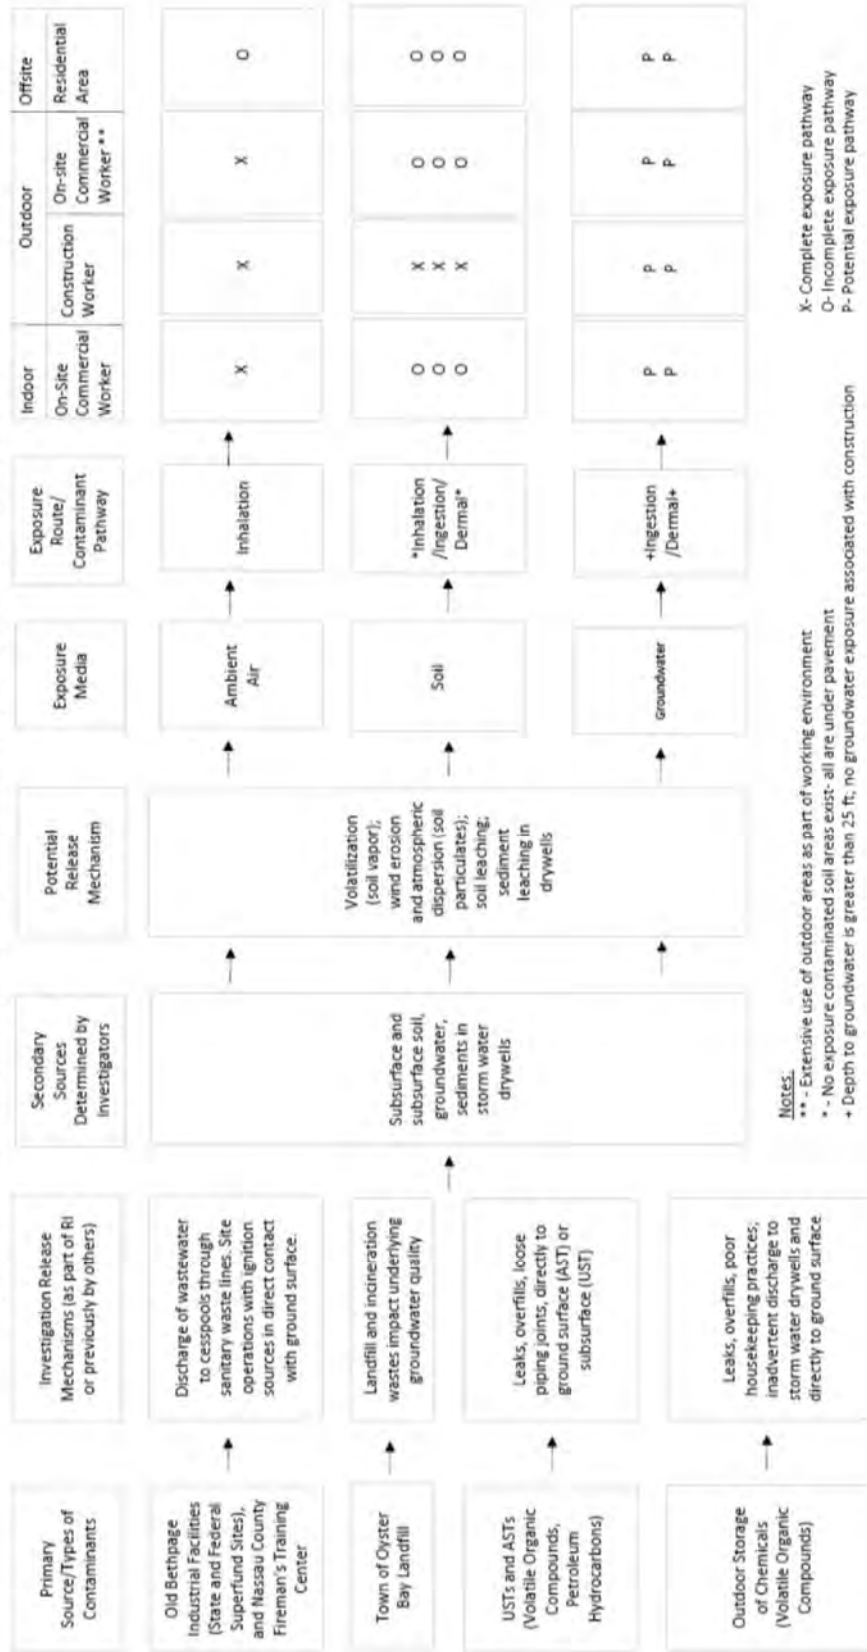 Primary
Source/Types of
Contaminants
Investigation Release
Mechanisms (as part of RI
or previously by others)
Secondary
Sources
Determined by
Investigators
Potential
Release
Mechanism
Exposure
Media
Exposure
Route/
Contaminant
Pathway
Indoor
Outdoor
Offsite
On-Site
Commercial
Worker
Construction
Worker
On-site
Commercial
Worker **
Residential
Area
Old Bethpage
Industrial Facilities
(State and Federal
Superfund Sites),
and Nassau County
Fireman's Training
Center
Discharge of wastewater
to cesspools through
sanitary waste lines. Site
operations with ignition
sources in direct contact
with ground surface.
Town of Oyster
Bay Landfill
Landfill and incineration
wastes impact underlying
groundwater quality
USTs and ASTs
(Volatile Organic
Compounds,
Petroleum
Hydrocarbons)
Leaks, overfills, loose
piping joints, directly to
ground surface (AST) or
subsurface (UST)
Outdoor Storage
of Chemicals
(Volatile Organic
Compounds)
Leaks, overfills, poor
housekeeping practices;
inadvertent discharge to
storm water drywells and
directly to ground surface
Subsurface and
subsurface soil,
groundwater,
sediments in
storm water
drywells
Volatilization
(soil vapor);
wind erosion
and atmospheric
dispersion (soil
particulates);
soil leaching;
sediment
leaching in
drywells
Ambient
Air
Inhalation
X
X
X
O
Soil
*Inhalation
/Ingestion/
Dermal*
O
O
O
X
X
X
O
O
O
O
O
O
Groundwater
+Ingestion
/Dermal+
P
P
P
P
P
P
P
P
Notes:
** - Extensive use of outdoor areas as part of working environment
* - No exposure contaminated soil areas exist- all are under pavement
+ Depth to groundwater is greater than 25 ft; no groundwater exposure associated with construction
X- Complete exposure pathway
O- Incomplete exposure pathway
P- Potential exposure pathway